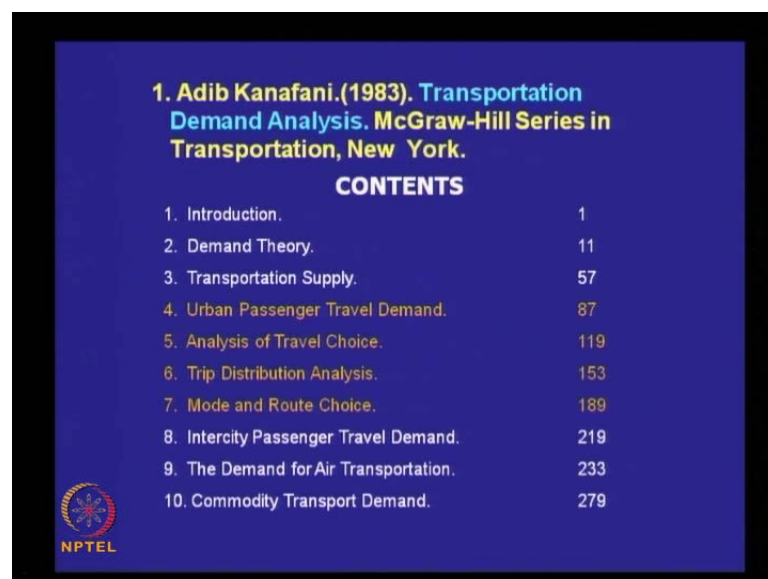 1. Adib Kanafani.(1983). Transportation
Demand Analysis. McGraw-Hill Series in
Transportation, New York.
CONTENTS
1. Introduction. 1
2. Demand Theory. 11
3. Transportation Supply. 57
4. Urban Passenger Travel Demand. 87
5. Analysis of Travel Choice. 119
6. Trip Distribution Analysis. 153
7. Mode and Route Choice. 189
8. Intercity Passenger Travel Demand. 219
9. The Demand for Air Transportation. 233
10. Commodity Transport Demand. 279
NPTEL